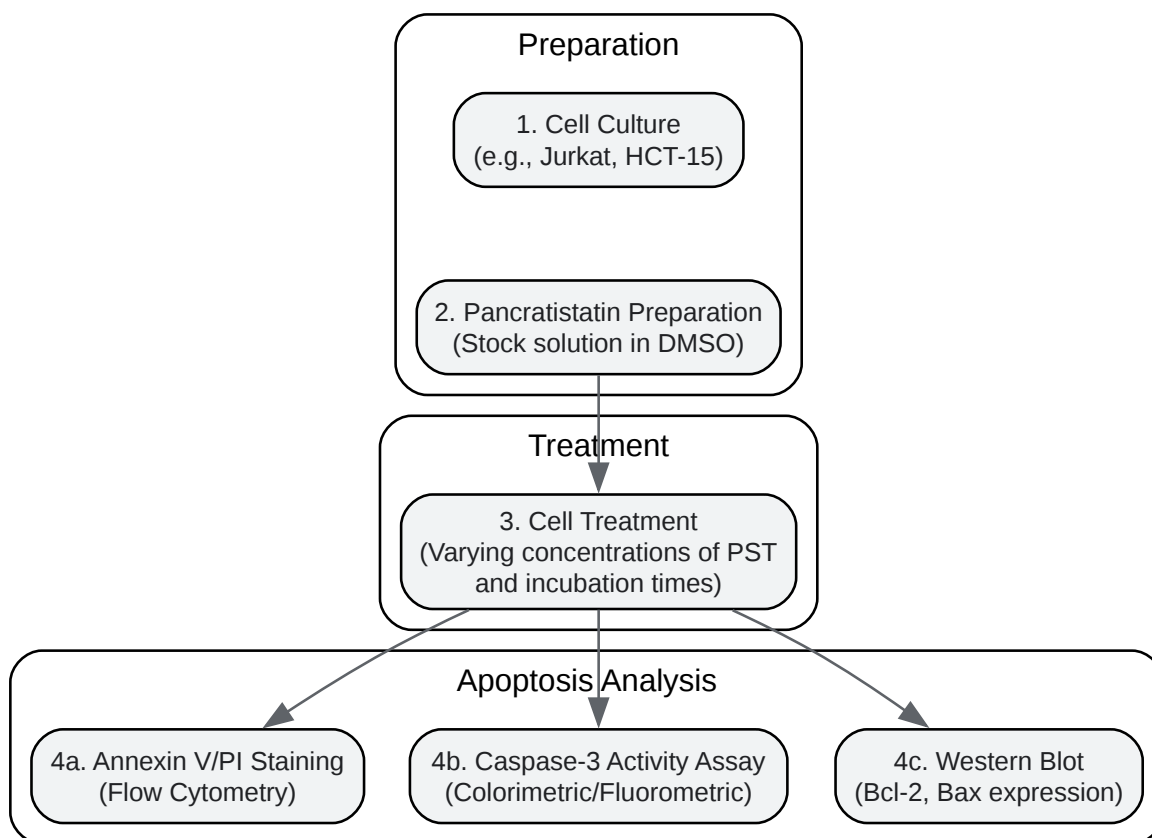 Preparation
1. Cell Culture
(e.g., Jurkat, HCT-15)
2. Pancratistatin Preparation
(Stock solution in DMSO)
Treatment
3. Cell Treatment
(Varying concentrations of PST
and incubation times)
Apoptosis Analysis
4a. Annexin V/PI Staining
(Flow Cytometry)
4b. Caspase-3 Activity Assay
(Colorimetric/Fluorometric)
4c. Western Blot
(Bcl-2, Bax expression)